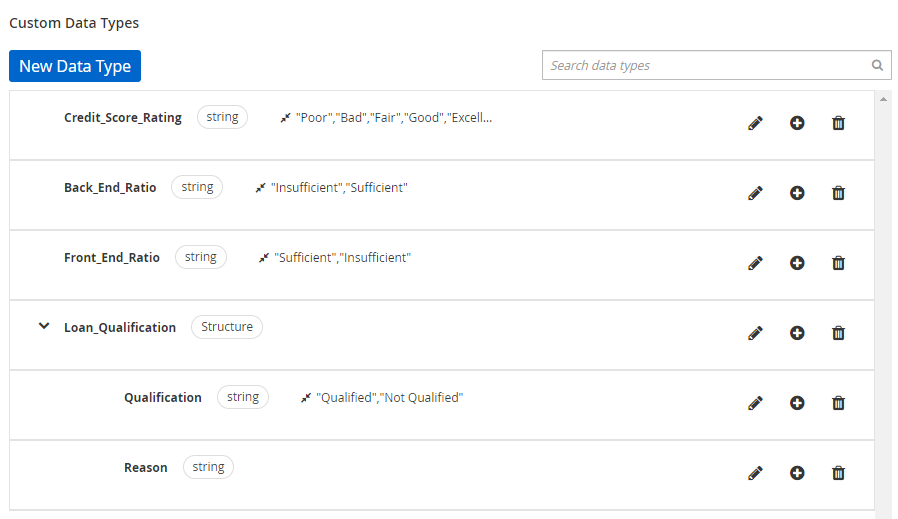 Custom Data Types
New Data Type
Search data types
Credit_Score_Rating string "Poor","Bad","Fair","Good","Excell...
Back_End_Ratio string "Insufficient","Sufficient"
Front_End_Ratio string "Sufficient","Insufficient"
Loan_Qualification Structure
Qualification string "Qualified","Not Qualified"
Reason string